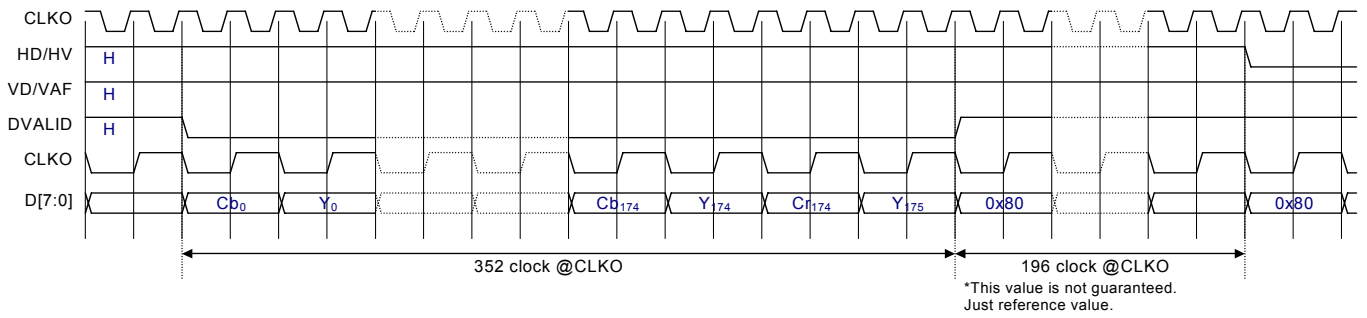 CLKO
HD/HV H
VD/VAF H
DVALID H
CLKO
D[7:0] Cb₀ Y₀ Cb₁₇₄ Y₁₇₄ Cr₁₇₄ Y₁₇₅ 0x80 0x80
352 clock @CLKO 196 clock @CLKO
*This value is not guaranteed.
Just reference value.